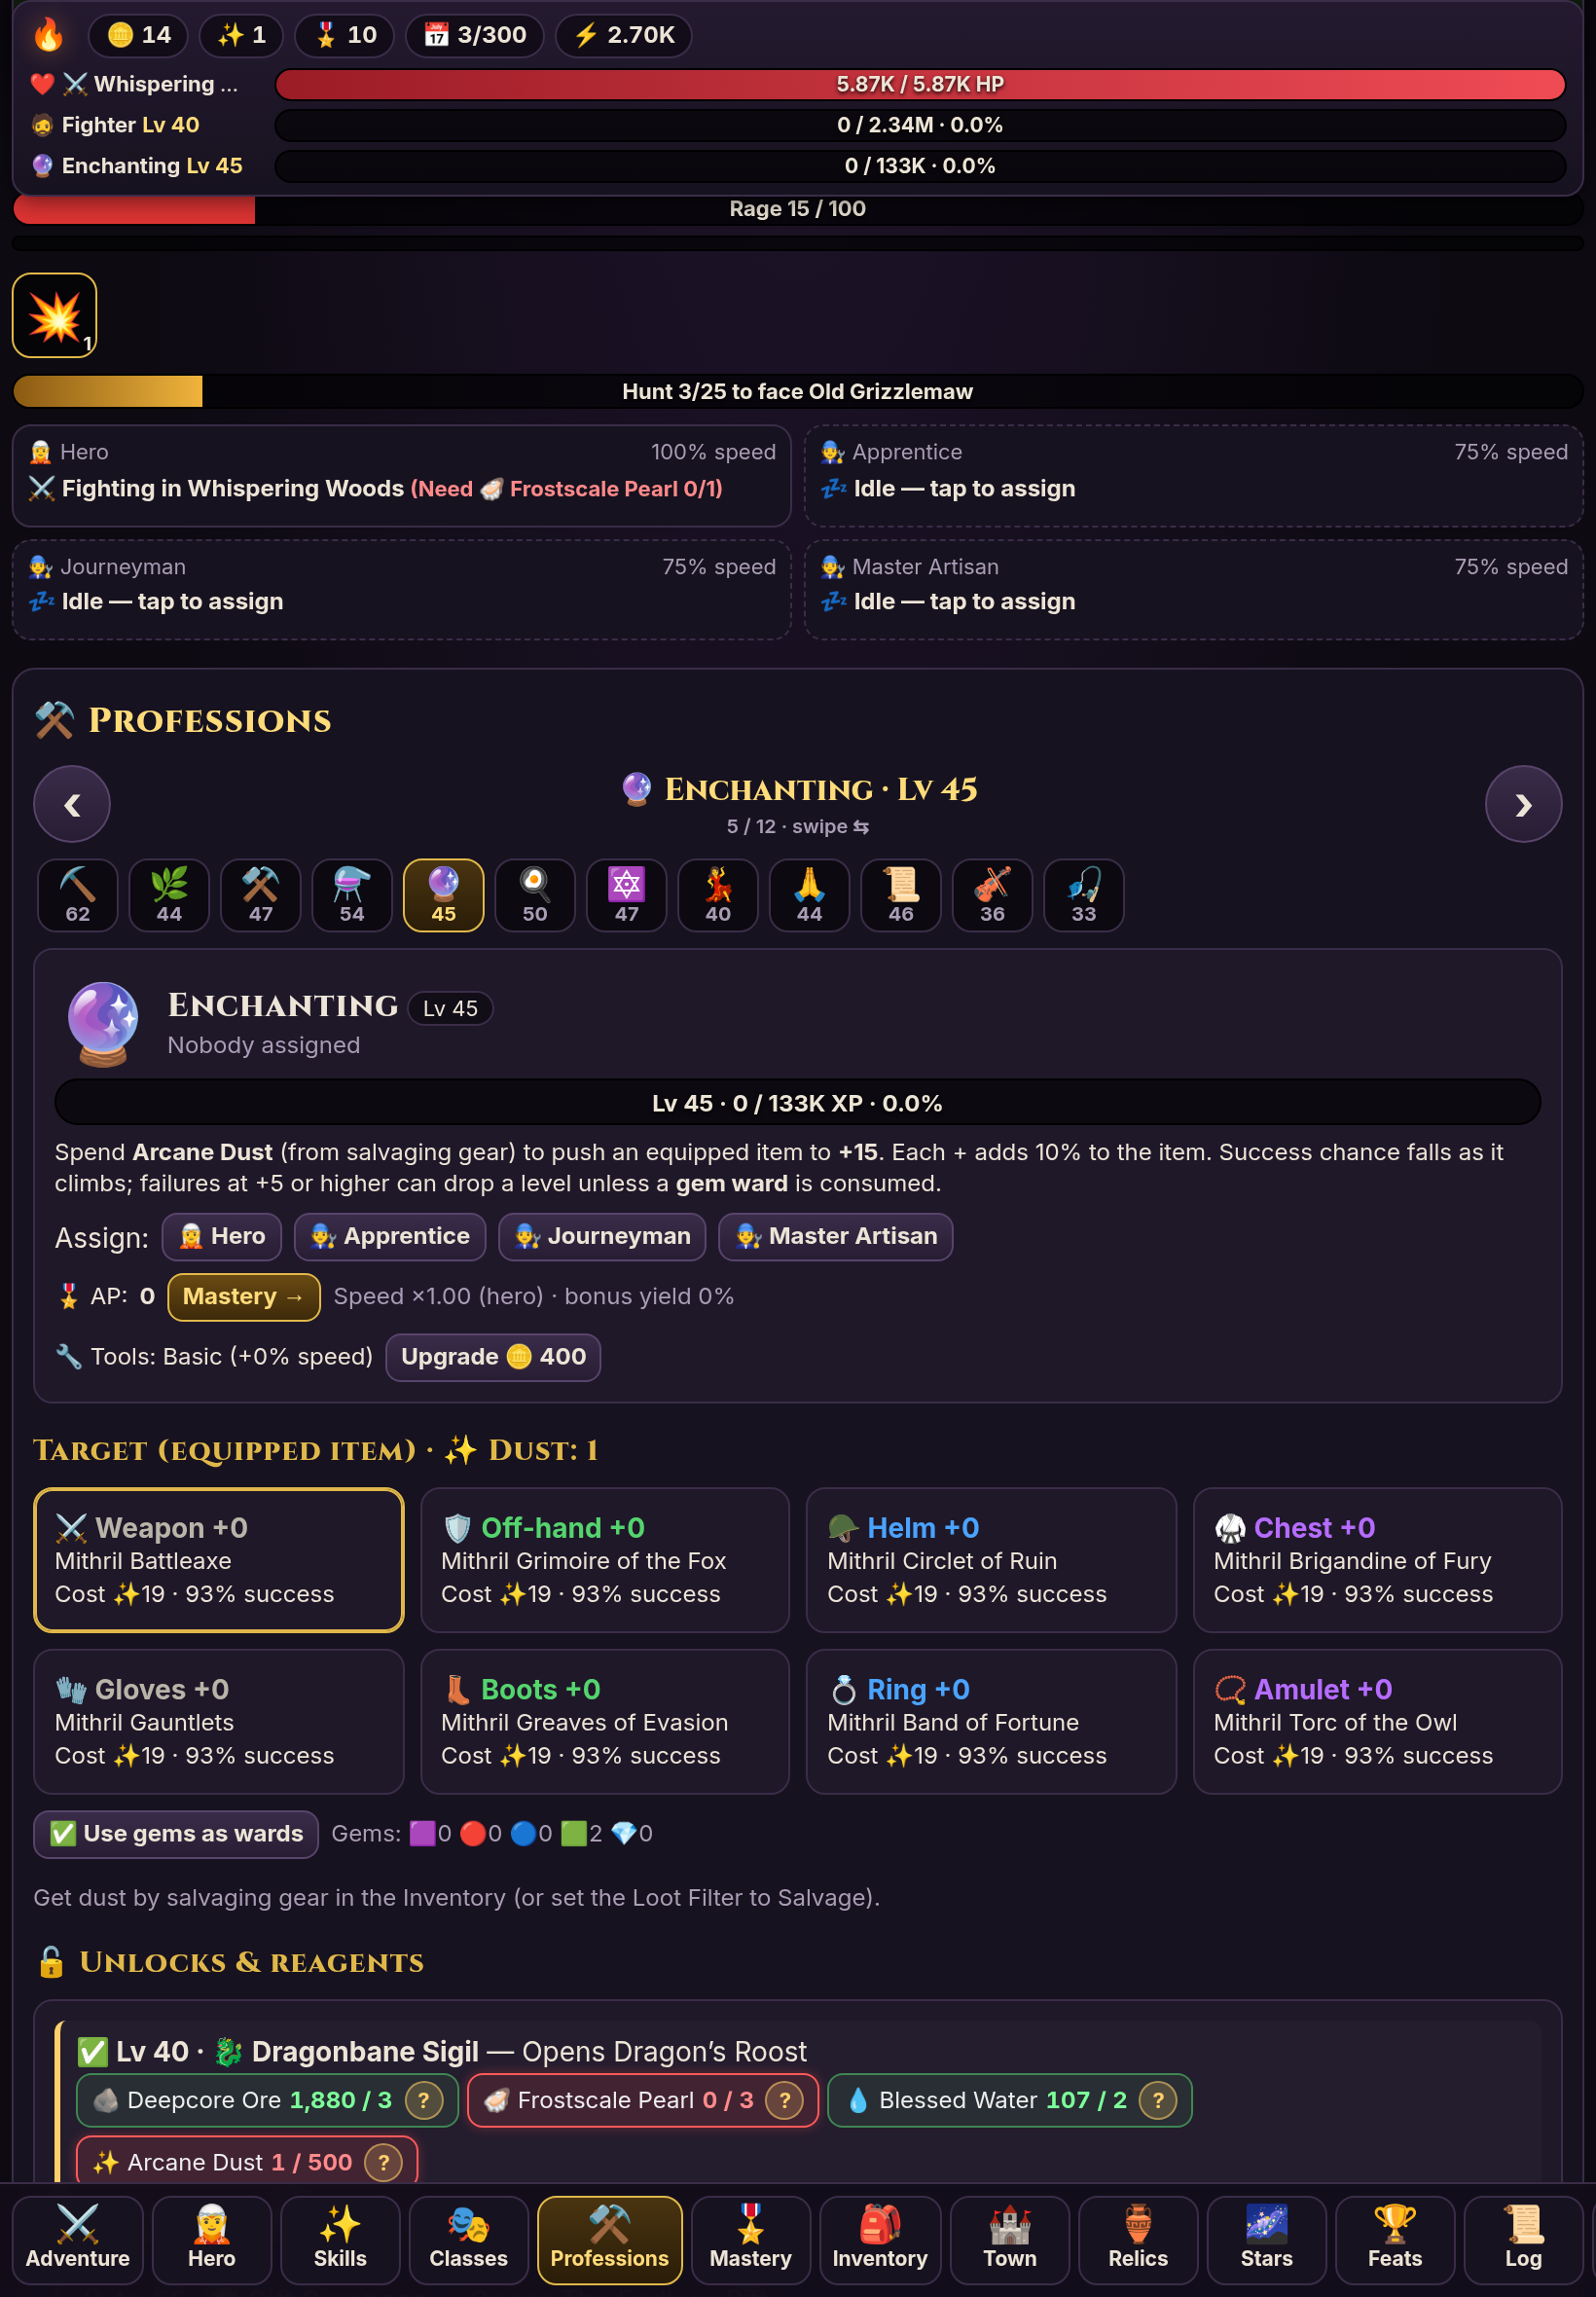 14 1 10 3/300 2.70K
Whispering ... 5.87K / 5.87K HP
Fighter Lv 40 0 / 2.34M · 0.0%
Enchanting Lv 45 0 / 133K · 0.0%
Rage 15 / 100
1
Hunt 3/25 to face Old Grizzlemaw
Hero 100% speed
Fighting in Whispering Woods (Need Frostscale Pearl 0/1)
Apprentice 75% speed
Idle — tap to assign
Journeyman 75% speed
Idle — tap to assign
Master Artisan 75% speed
Idle — tap to assign
Professions
‹ Enchanting · Lv 45 ›
5 / 12 · swipe ⇆
62 44 47 54 45 50 47 40 44 46 36 33
Enchanting Lv 45
Nobody assigned
Lv 45 · 0 / 133K XP · 0.0%
Spend Arcane Dust (from salvaging gear) to push an equipped item to +15. Each + adds 10% to the item. Success chance falls as it
climbs; failures at +5 or higher can drop a level unless a gem ward is consumed.
Assign: Hero Apprentice Journeyman Master Artisan
AP: 0 Mastery → Speed ×1.00 (hero) · bonus yield 0%
Tools: Basic (+0% speed) Upgrade 400
Target (equipped item) · Dust: 1
Weapon +0
Mithril Battleaxe
Cost 19 · 93% success
Off-hand +0
Mithril Grimoire of the Fox
Cost 19 · 93% success
Helm +0
Mithril Circlet of Ruin
Cost 19 · 93% success
Chest +0
Mithril Brigandine of Fury
Cost 19 · 93% success
Gloves +0
Mithril Gauntlets
Cost 19 · 93% success
Boots +0
Mithril Greaves of Evasion
Cost 19 · 93% success
Ring +0
Mithril Band of Fortune
Cost 19 · 93% success
Amulet +0
Mithril Torc of the Owl
Cost 19 · 93% success
Use gems as wards Gems: 0 0 0 2 0
Get dust by salvaging gear in the Inventory (or set the Loot Filter to Salvage).
Unlocks & reagents
Lv 40 · Dragonbane Sigil — Opens Dragon's Roost
Deepcore Ore 1,880 / 3 ? Frostscale Pearl 0 / 3 ? Blessed Water 107 / 2 ?
Arcane Dust 1 / 500 ?
Adventure Hero Skills Classes Professions Mastery Inventory Town Relics Stars Feats Log